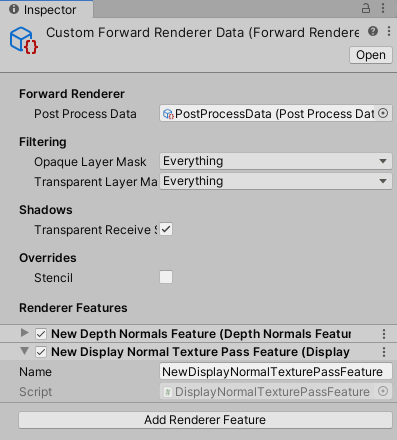 Inspector
Custom Forward Renderer Data (Forward Rendere
Open
Forward Renderer
Post Process Data PostProcessData (Post Process Dat
Filtering
Opaque Layer Mask Everything
Transparent Layer Ma Everything
Shadows
Transparent Receive S
Overrides
Stencil
Renderer Features
New Depth Normals Feature (Depth Normals Featur
New Display Normal Texture Pass Feature (Display
Name NewDisplayNormalTexturePassFeature
Script DisplayNormalTexturePassFeature
Add Renderer Feature